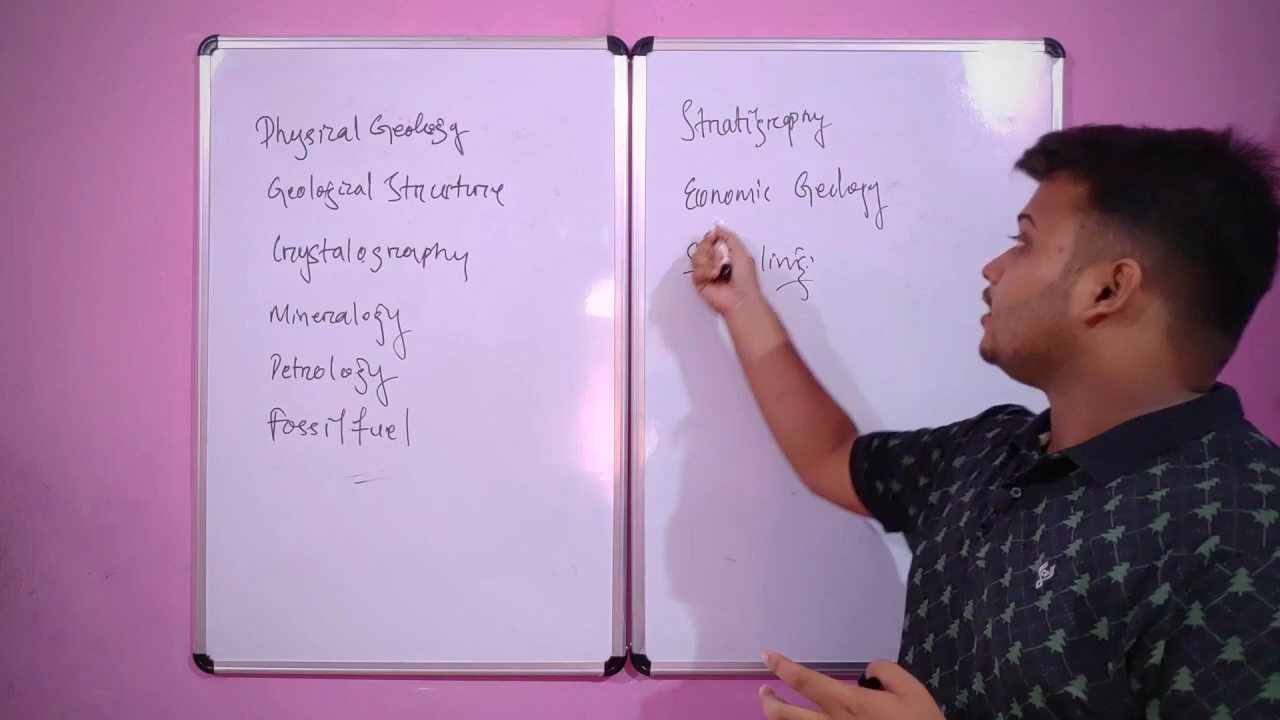 Physical Geology
Geological Structure
Crystalography
Mineralogy
Petrology
Fossil fuel
Stratigraphy
Economic Geology